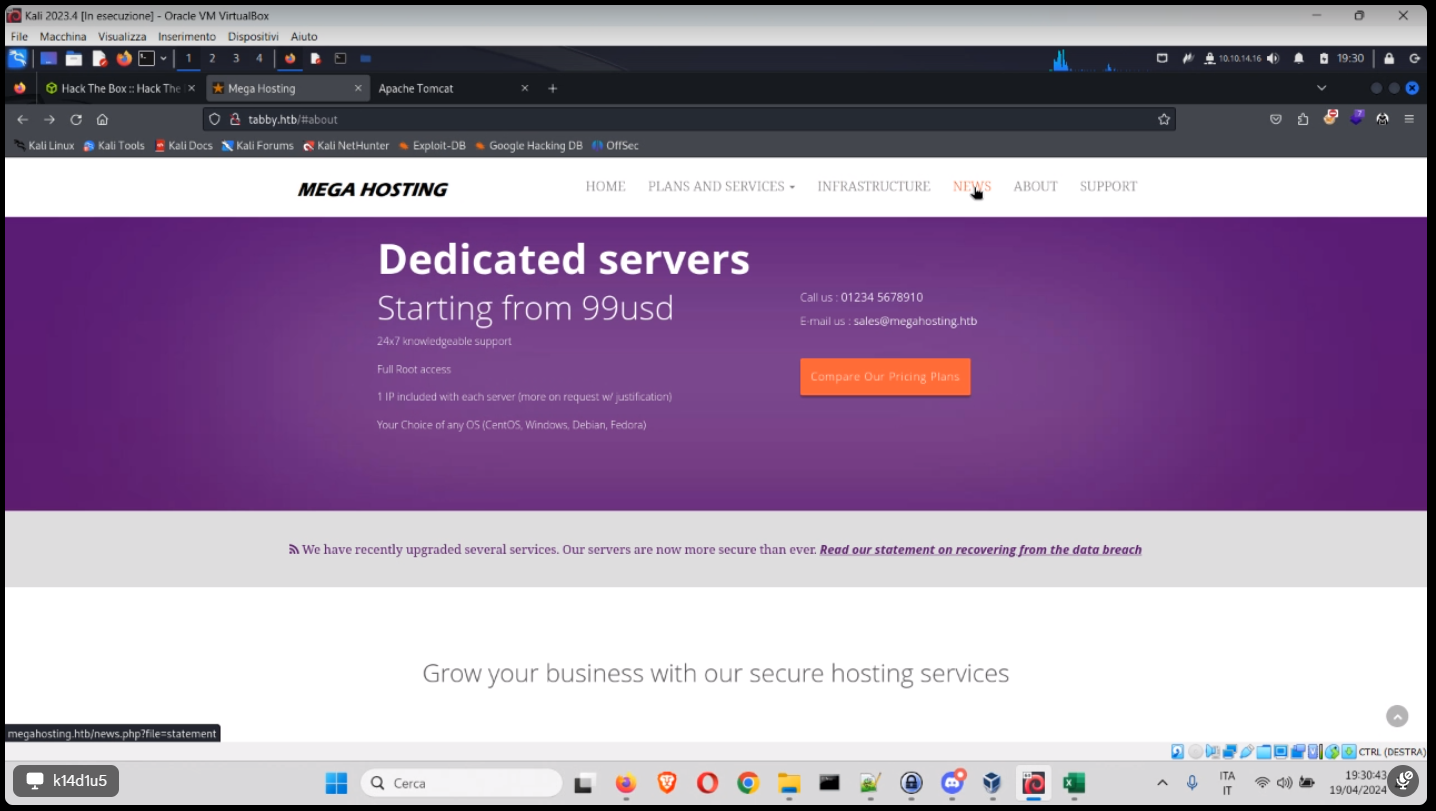 Kali 2023.4 [In esecuzione] - Oracle VM VirtualBox
File Macchina Visualizza Inserimento Dispositivi Aiuto
1 2 3 4 10.10.14.16 19:30
Hack The Box :: Hack The Mega Hosting Apache Tomcat
tabby.htb/#about
Kali Linux Kali Tools Kali Docs Kali Forums Kali NetHunter Exploit-DB Google Hacking DB OffSec
MEGA HOSTING HOME PLANS AND SERVICES INFRASTRUCTURE NEWS ABOUT SUPPORT
Dedicated servers
Starting from 99usd
24x7 knowledgeable support
Full Root access
1 IP included with each server (more on request w/ justification)
Your Choice of any OS (CentOS, Windows, Debian, Fedora)
Call us : 01234 5678910
E-mail us : sales@megahosting.htb
Compare Our Pricing Plans
We have recently upgraded several services. Our servers are now more secure than ever. Read our statement on recovering from the data breach
Grow your business with our secure hosting services
megahosting.htb/news.php?file=statement
CTRL (DESTRA)
k14d1u5
Cerca
ITA
IT
19:30:43
19/04/2024